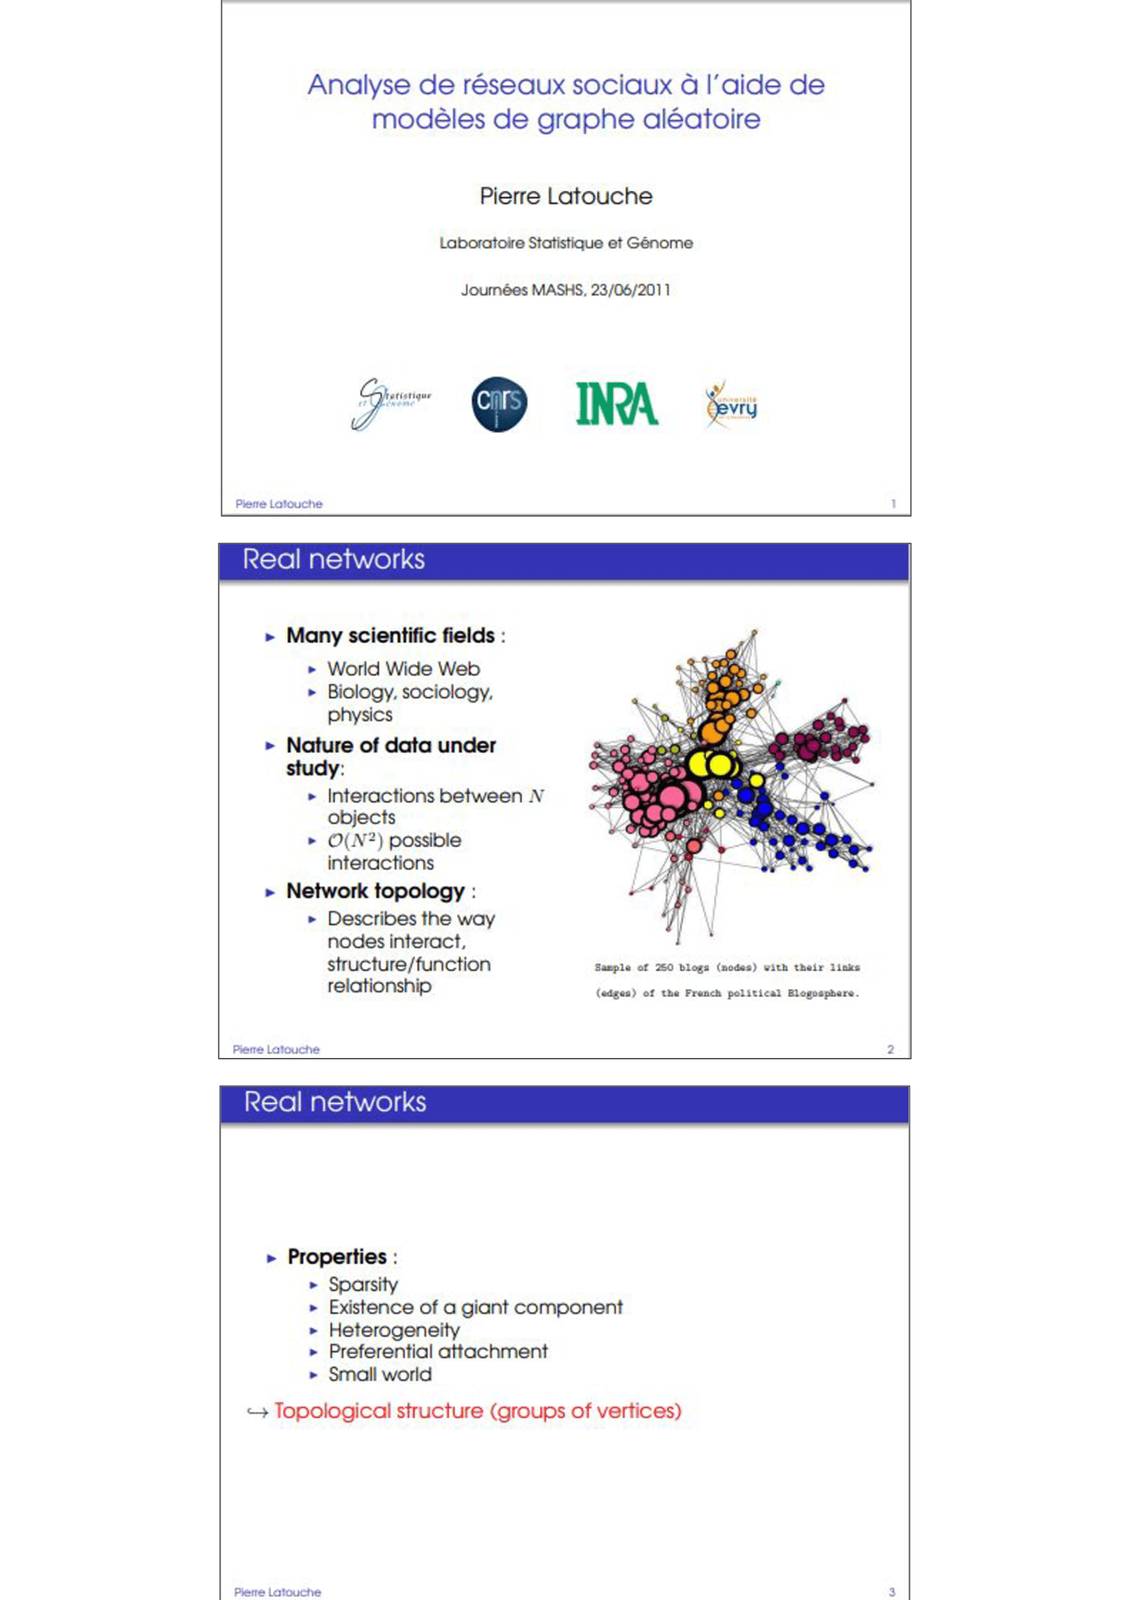 Analyse de réseaux sociaux à l'aide de
modèles de graphe aléatoire
Pierre Latouche
Laboratoire Statistique et Génome
Journées MASHS, 23/06/2011
Statistique
et Génome
cnrs
INRA
université
evry
Pierre Latouche 1
Real networks
► Many scientific fields :
► World Wide Web
► Biology, sociology,
physics
► Nature of data under
study:
► Interactions between N
objects
► O(N²) possible
interactions
► Network topology :
► Describes the way
nodes interact,
structure/function
relationship
Sample of 250 blogs (nodes) with their links
(edges) of the French political Blogosphere.
Pierre Latouche 2
Real networks
► Properties :
► Sparsity
► Existence of a giant component
► Heterogeneity
► Preferential attachment
► Small world
↪ Topological structure (groups of vertices)
Pierre Latouche 3